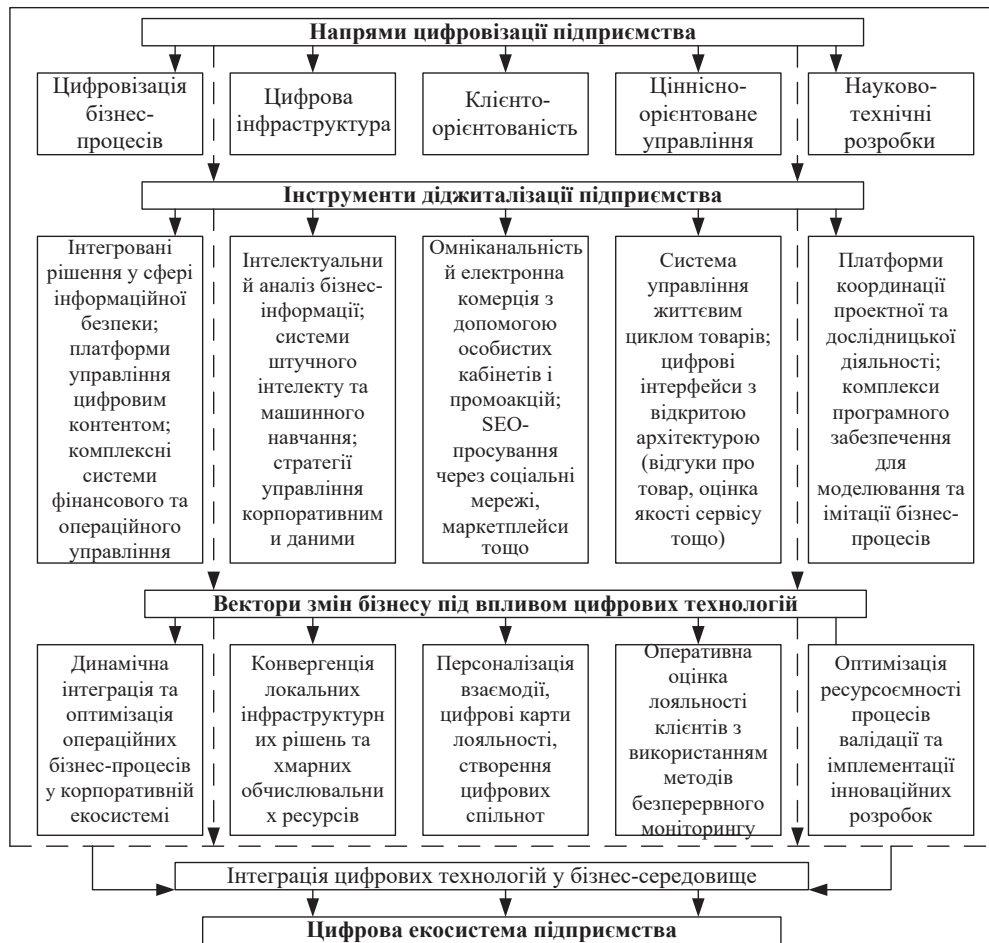 Напрями цифровізації підприємства
Цифровізація
бізнес-
процесів
Цифрова
інфраструктура
Клієнто-
орієнтованість
Ціннісно-
орієнтоване
управління
Науково-
технічні
розробки
Інструменти діджиталізації підприємства
Інтегровані
рішення у сфері
інформаційної
безпеки;
платформи
управління
цифровим
контентом;
комплексні
системи
фінансового та
операційного
управління
Інтелектуальни
й аналіз бізнес-
інформації;
системи
штучного
інтелекту та
машинного
навчання;
стратегії
управління
корпоративним
и даними
Омніканальність
й електронна
комерція з
допомогою
особистих
кабінетів і
промоакцій;
SEO-
просування
через соціальні
мережі,
маркетплейси
тощо
Система
управління
життєвим
циклом товарів;
цифрові
інтерфейси з
відкритою
архітектурою
(відгуки про
товар, оцінка
якості сервісу
тощо)
Платформи
координації
проектної та
дослідницької
діяльності;
комплекси
програмного
забезпечення
для
моделювання та
імітації бізнес-
процесів
Вектори змін бізнесу під впливом цифрових технологій
Динамічна
інтеграція та
оптимізація
операційних
бізнес-процесів
у корпоративній
екосистемі
Конвергенція
локальних
інфраструктурн
их рішень та
хмарних
обчислювальни
х ресурсів
Персоналізація
взаємодії,
цифрові карти
лояльності,
створення
цифрових
спільнот
Оперативна
оцінка
лояльності
клієнтів з
використанням
методів
безперервного
моніторингу
Оптимізація
ресурсоємності
процесів
валідації та
імплементації
інноваційних
розробок
Інтеграція цифрових технологій у бізнес-середовище
Цифрова екосистема підприємства